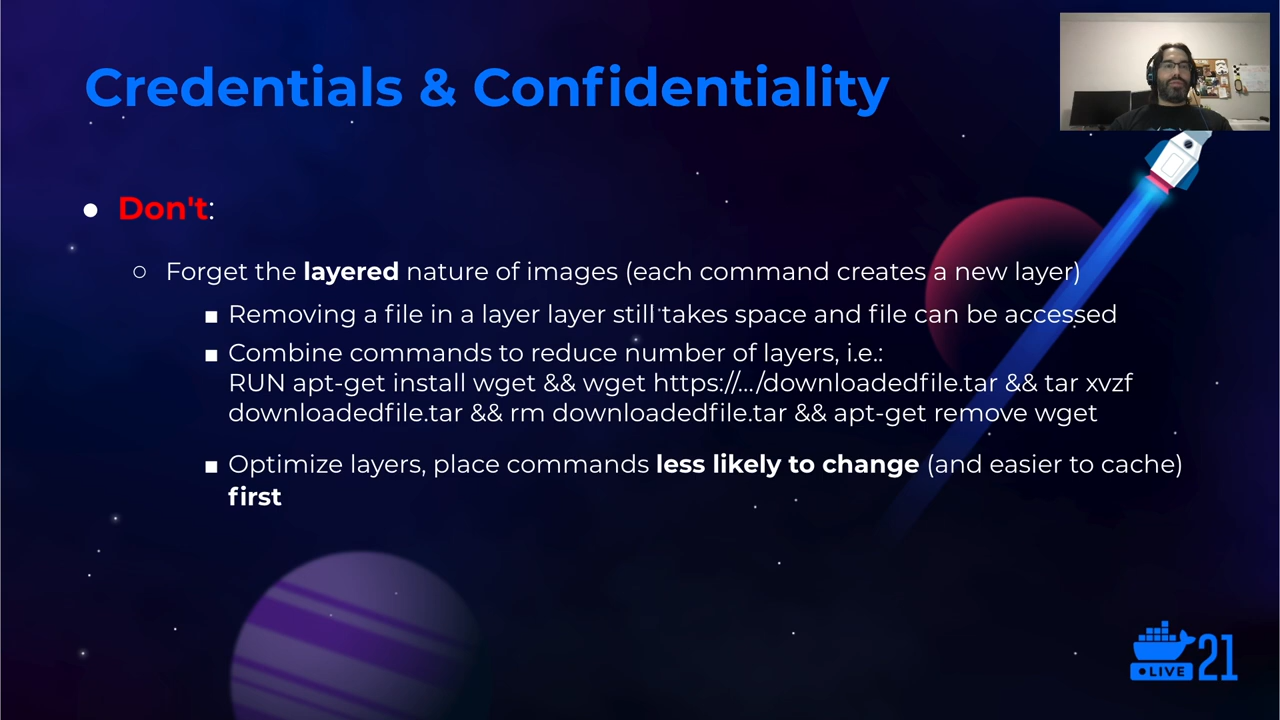 Credentials & Confidentiality
● Don't:
○ Forget the layered nature of images (each command creates a new layer)
■ Removing a file in a layer layer still takes space and file can be accessed
■ Combine commands to reduce number of layers, i.e.:
RUN apt-get install wget && wget https://.../downloadedfile.tar && tar xvzf
downloadedfile.tar && rm downloadedfile.tar && apt-get remove wget
■ Optimize layers, place commands less likely to change (and easier to cache)
first
LIVE 21